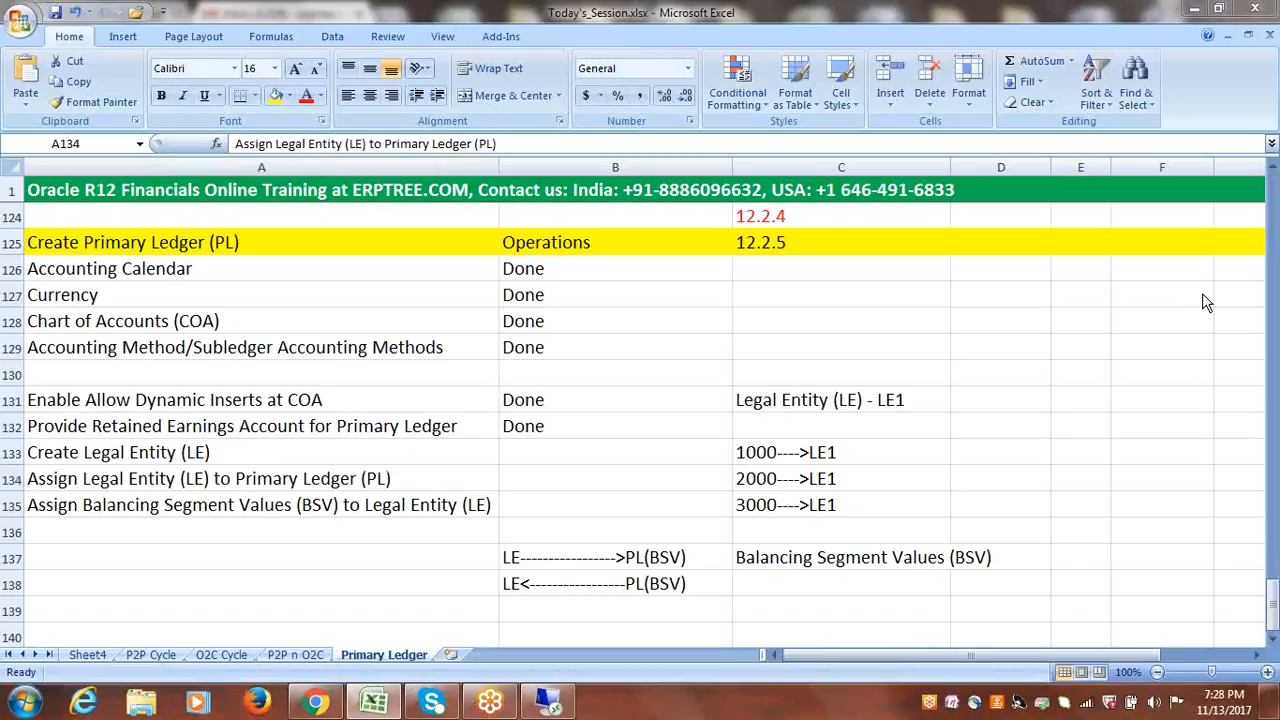 Today's_Session.xlsx - Microsoft Excel
Home Insert Page Layout Formulas Data Review View Add-Ins
Paste
Cut
Copy
Format Painter
Clipboard
Calibri 16
B I U
Font
Wrap Text
Merge & Center
Alignment
General
$ % ,
Number
Conditional Formatting
Format as Table
Cell Styles
Styles
Insert Delete Format
Cells
AutoSum
Fill
Clear
Sort & Filter
Find & Select
Editing
A134 fx Assign Legal Entity (LE) to Primary Ledger (PL)
A B C D E F
1 Oracle R12 Financials Online Training at ERPTREE.COM, Contact us: India: +91-8886096632, USA: +1 646-491-6833
124 12.2.4
125 Create Primary Ledger (PL) Operations 12.2.5
126 Accounting Calendar Done
127 Currency Done
128 Chart of Accounts (COA) Done
129 Accounting Method/Subledger Accounting Methods Done
130
131 Enable Allow Dynamic Inserts at COA Done Legal Entity (LE) - LE1
132 Provide Retained Earnings Account for Primary Ledger Done
133 Create Legal Entity (LE) 1000---->LE1
134 Assign Legal Entity (LE) to Primary Ledger (PL) 2000---->LE1
135 Assign Balancing Segment Values (BSV) to Legal Entity (LE) 3000---->LE1
136
137 LE----------------->PL(BSV) Balancing Segment Values (BSV)
138 LE<-----------------PL(BSV)
139
140
Sheet4 P2P Cycle O2C Cycle P2P n O2C Primary Ledger
Ready 100%
7:28 PM
11/13/2017